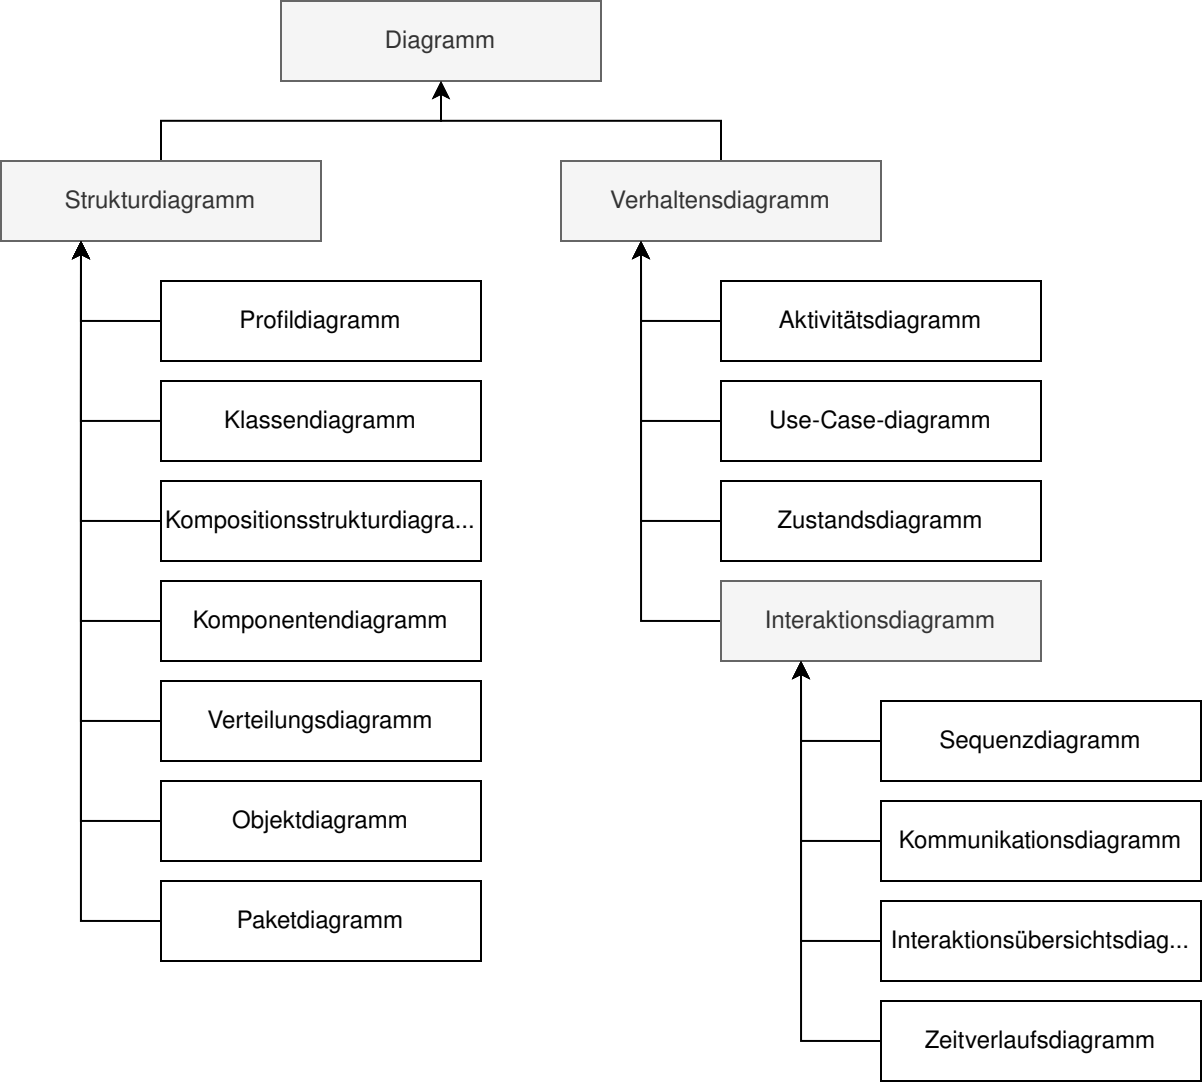 Diagramm
Strukturdiagramm
Verhaltensdiagramm
Profildiagramm
Klassendiagramm
Kompositionsstrukturdiagra...
Komponentendiagramm
Verteilungsdiagramm
Objektdiagramm
Paketdiagramm
Aktivitätsdiagramm
Use-Case-diagramm
Zustandsdiagramm
Interaktionsdiagramm
Sequenzdiagramm
Kommunikationsdiagramm
Interaktionsübersichtsdiag...
Zeitverlaufsdiagramm